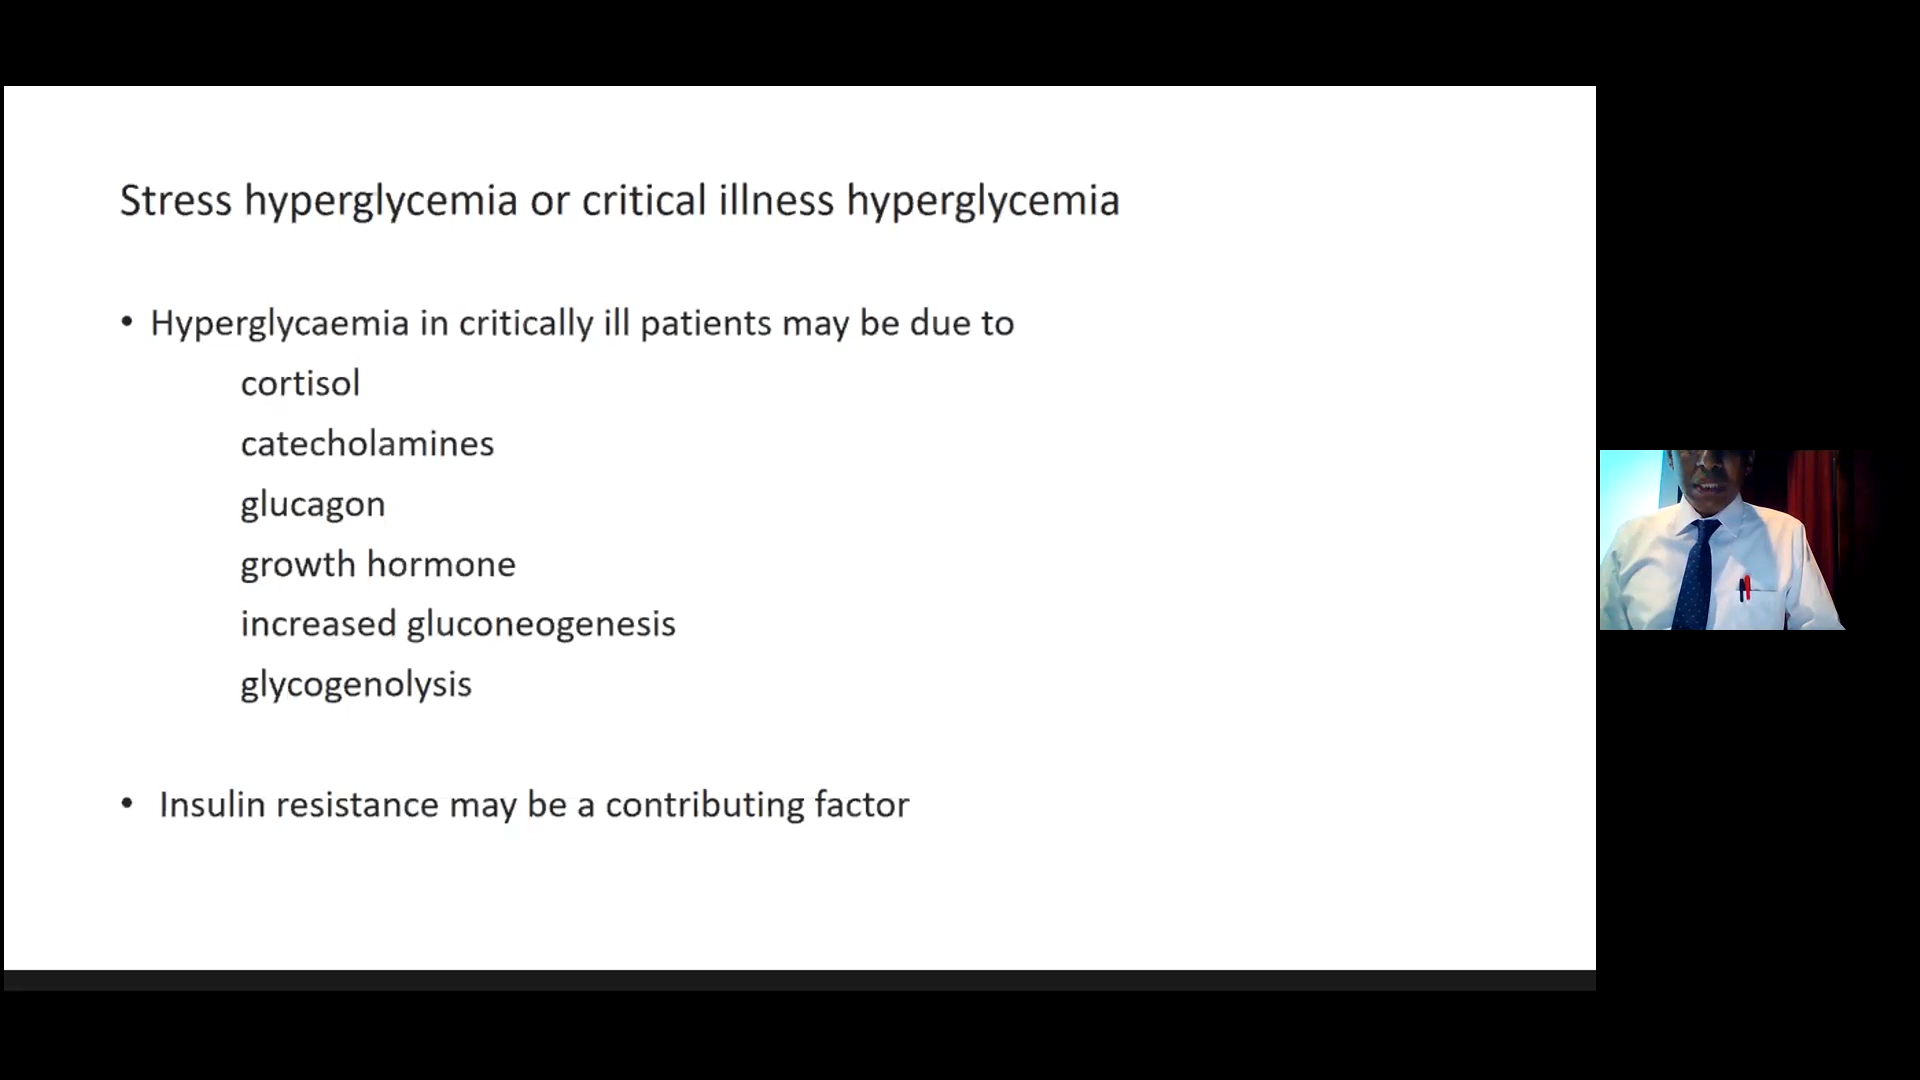 Stress hyperglycemia or critical illness hyperglycemia
• Hyperglycaemia in critically ill patients may be due to
cortisol
catecholamines
glucagon
growth hormone
increased gluconeogenesis
glycogenolysis
• Insulin resistance may be a contributing factor